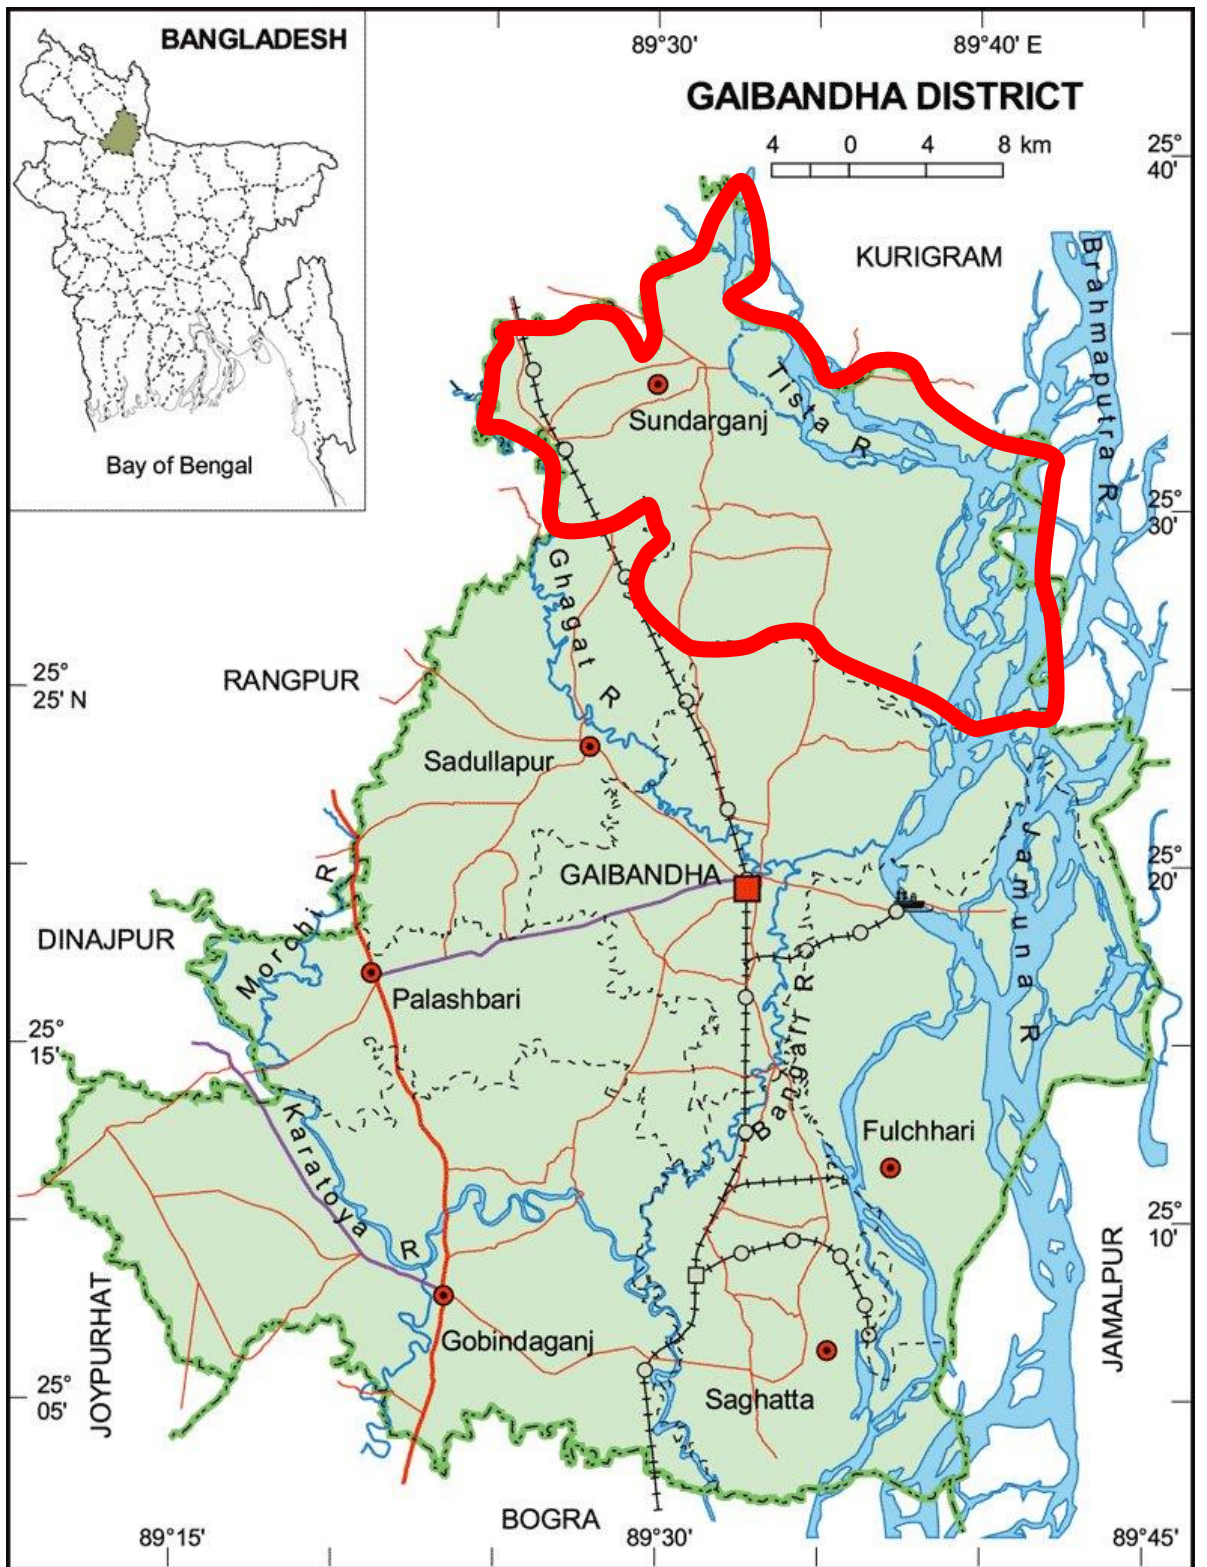 BANGLADESH
Bay of Bengal
89°30'
89°40' E
GAIBANDHA DISTRICT
4 0 4 8 km
25°
40'
KURIGRAM
Brahmaputra R
Tista R
Sundarganj
25°
30'
Ghagat R
25°
25' N
RANGPUR
Sadullapur
GAIBANDHA
25°
20'
Jamuna R
DINAJPUR
Morchi R
Palashbari
Bangali R
25°
15'
Karatoya R
Fulchhari
25°
10'
JOYPURHAT
JAMALPUR
Gobindaganj
25°
05'
Saghatta
BOGRA
89°15'
89°30'
89°45'